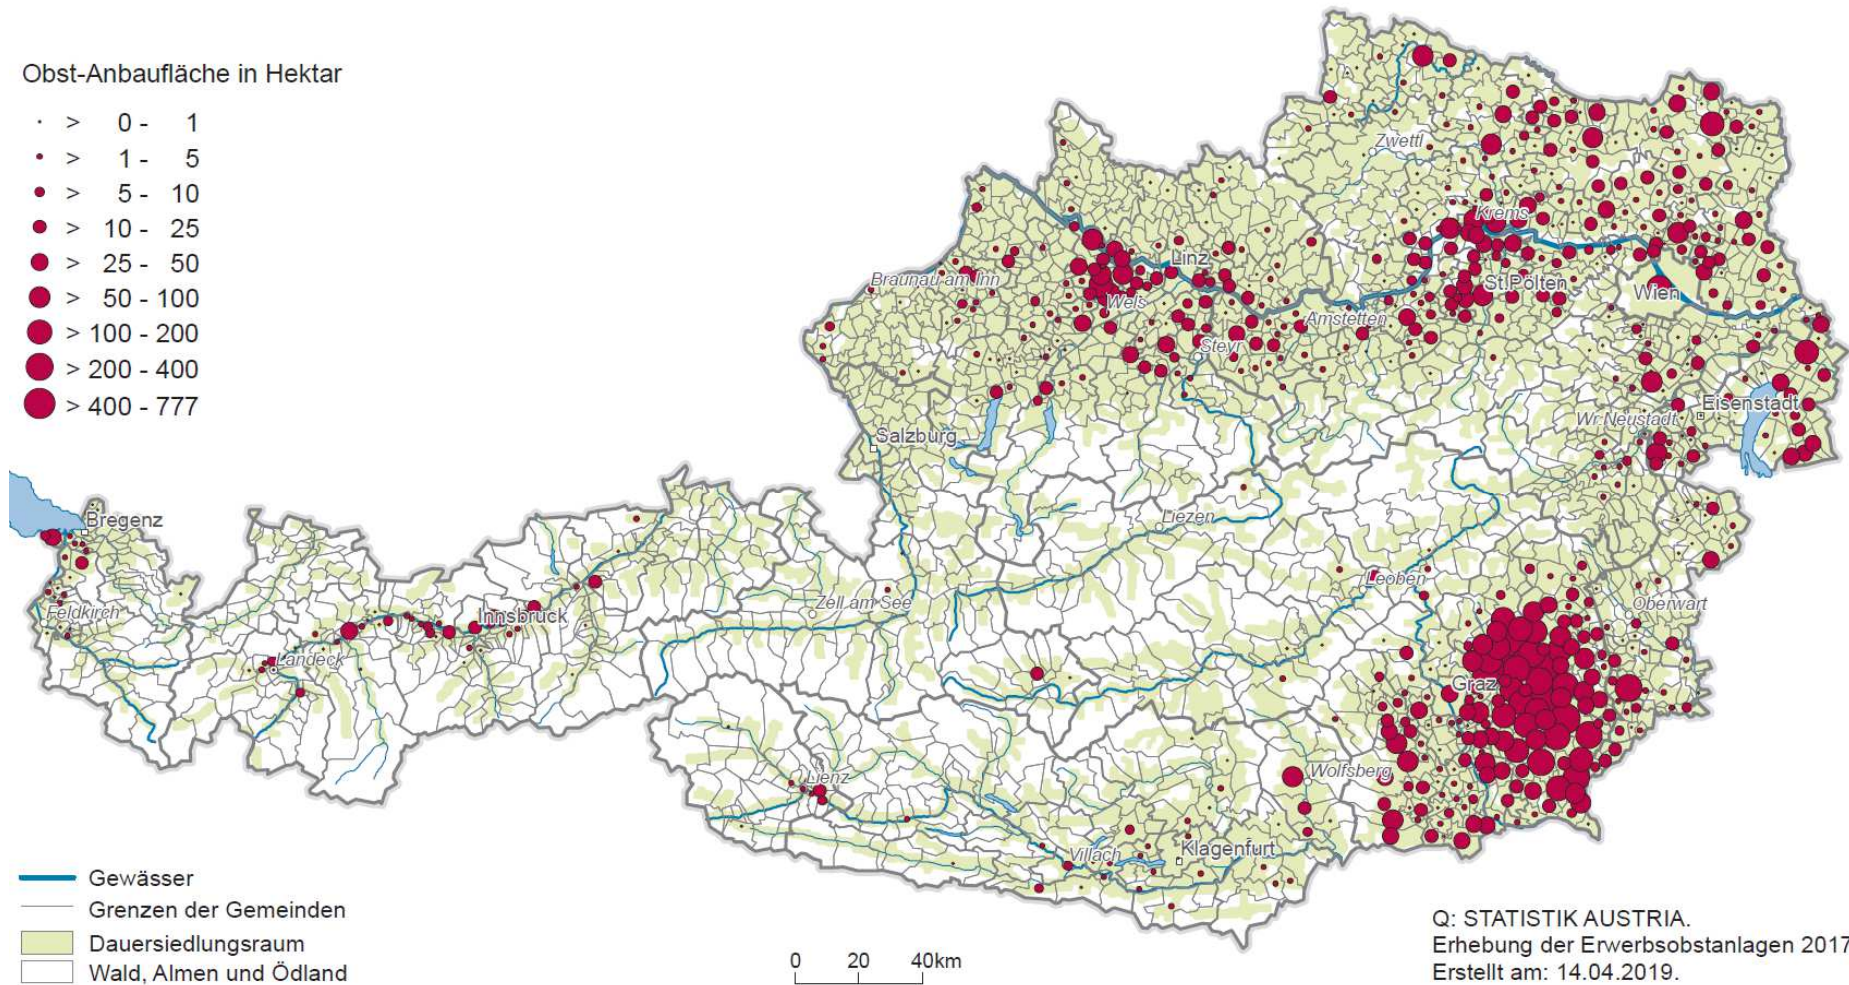 Obst-Anbaufläche in Hektar
> 0 - 1
> 1 - 5
> 5 - 10
> 10 - 25
> 25 - 50
> 50 - 100
> 100 - 200
> 200 - 400
> 400 - 777
Zwettl
Krems
Linz
Braunau am Inn
St.Pölten
Wien
Wels
Amstetten
Steyr
Eisenstadt
Wr.Neustadt
Salzburg
Bregenz
Liezen
Leoben
Feldkirch
Innsbruck
Zell am See
Oberwart
Landeck
Graz
Lienz
Wolfsberg
Villach
Klagenfurt
Gewässer
Grenzen der Gemeinden
Dauersiedlungsraum
Wald, Almen und Ödland
0 20 40km
Q: STATISTIK AUSTRIA.
Erhebung der Erwerbsobstanlagen 2017
Erstellt am: 14.04.2019.